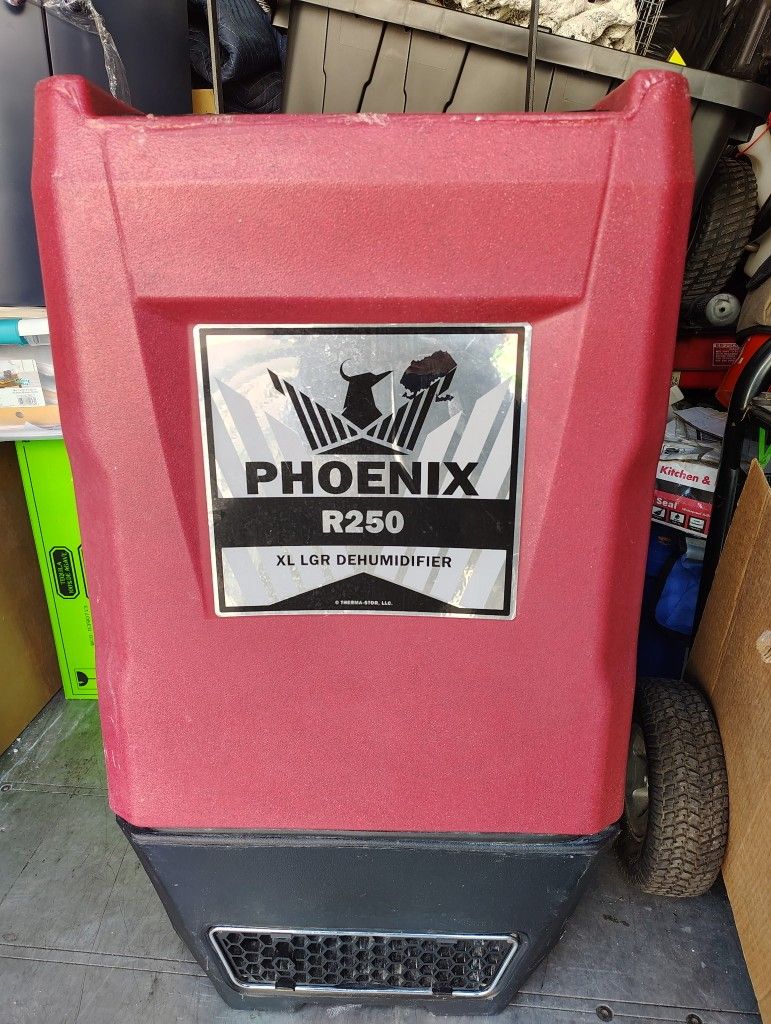 PHOENIX
R250
XL LGR DEHUMIDIFIER
© THERMA-STOR, LLC.
Kitchen &
Seal